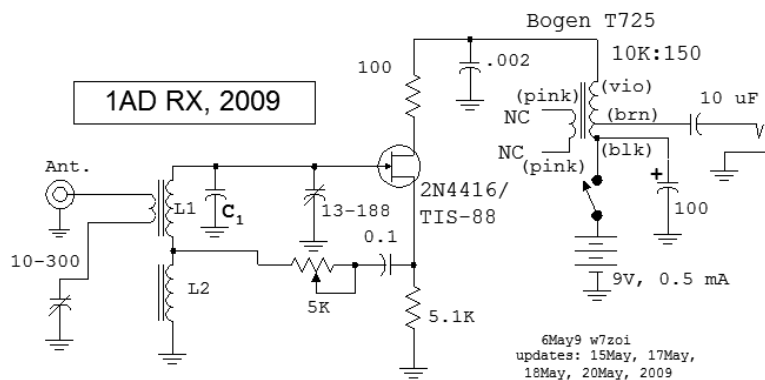 Bogen T725
10K:150
.002
100
1AD RX, 2009
(vio)
(pink)
10 uF
NC
(brn)
Ant.
NC
(blk)
(pink)
+
2N4416/
TIS-88
L1
C1
13-188
100
0.1
10-300
L2
5K
9V, 0.5 mA
5.1K
6May9 w7zoi
updates: 15May, 17May,
18May, 20May, 2009